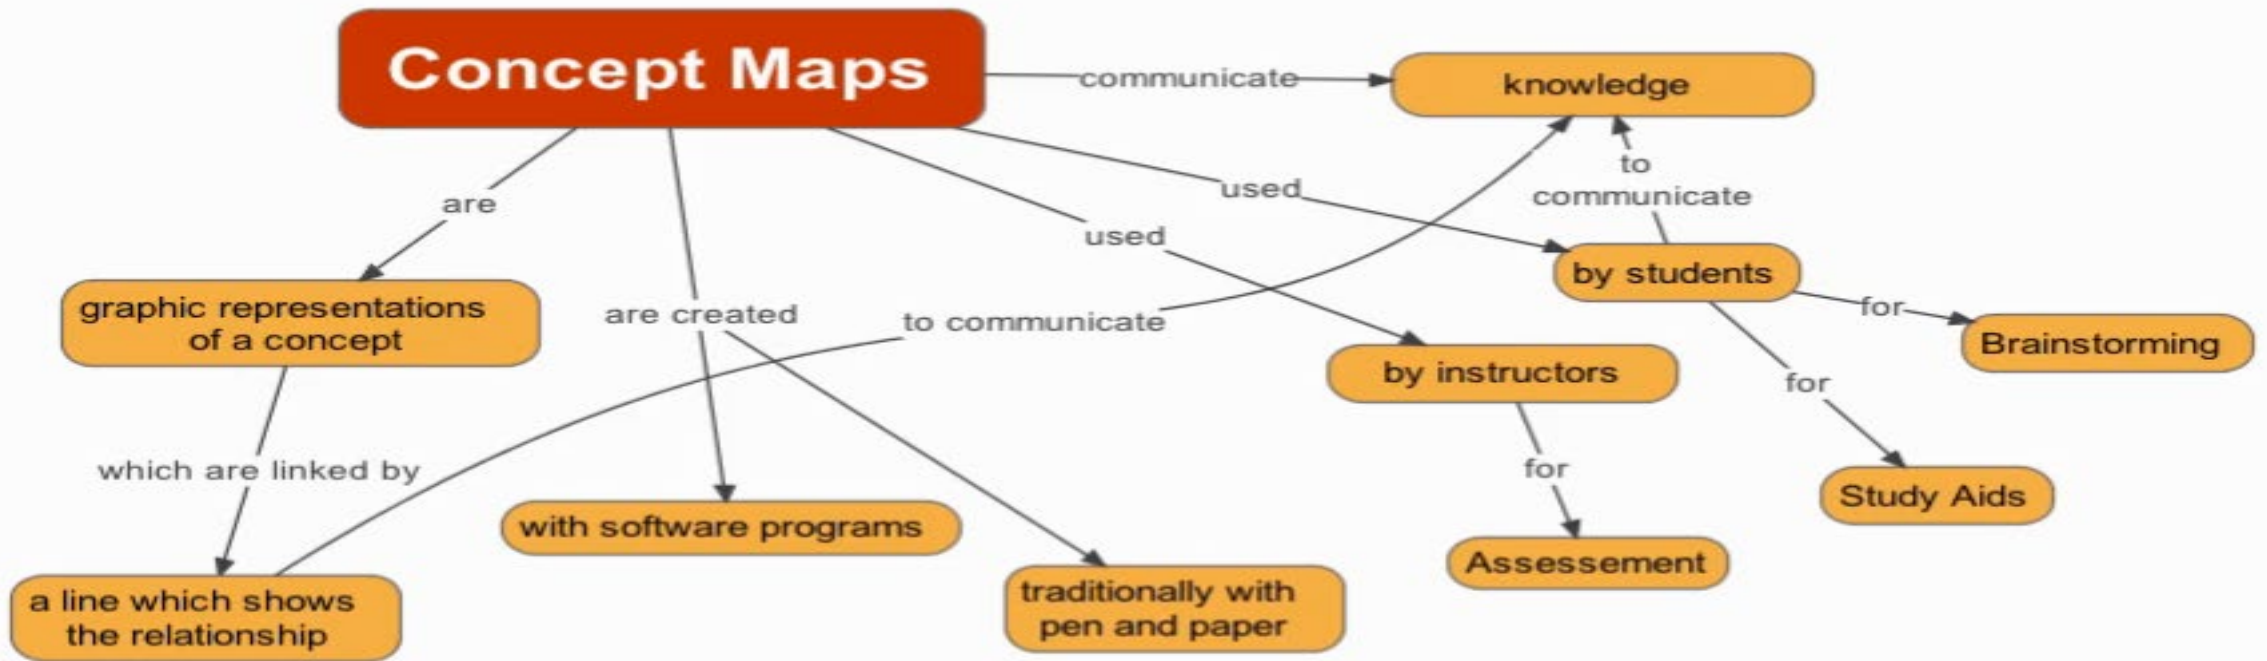 Concept Maps
communicate
knowledge
to
communicate
used
are
used
by students
for
graphic representations
of a concept
are created
to communicate
Brainstorming
by instructors
for
which are linked by
for
Study Aids
with software programs
Assessement
a line which shows
the relationship
traditionally with
pen and paper